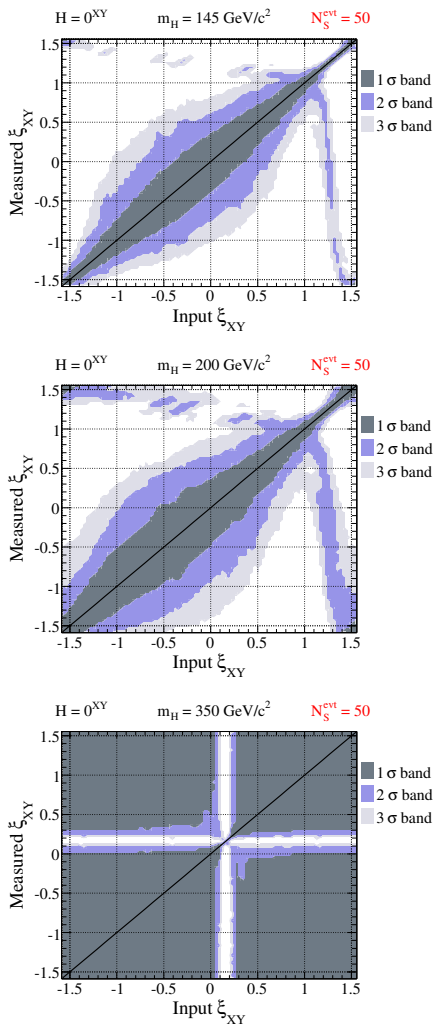 H = 0^XY m_H = 145 GeV/c² N_S^evt = 50
Measured ξ_XY
1.5
1
0.5
0
-0.5
-1
-1.5
-1.5 -1 -0.5 0 0.5 1 1.5
Input ξ_XY
1 σ band
2 σ band
3 σ band
H = 0^XY m_H = 200 GeV/c² N_S^evt = 50
Measured ξ_XY
1.5
1
0.5
0
-0.5
-1
-1.5
-1.5 -1 -0.5 0 0.5 1 1.5
Input ξ_XY
1 σ band
2 σ band
3 σ band
H = 0^XY m_H = 350 GeV/c² N_S^evt = 50
Measured ξ_XY
1.5
1
0.5
0
-0.5
-1
-1.5
-1.5 -1 -0.5 0 0.5 1 1.5
Input ξ_XY
1 σ band
2 σ band
3 σ band